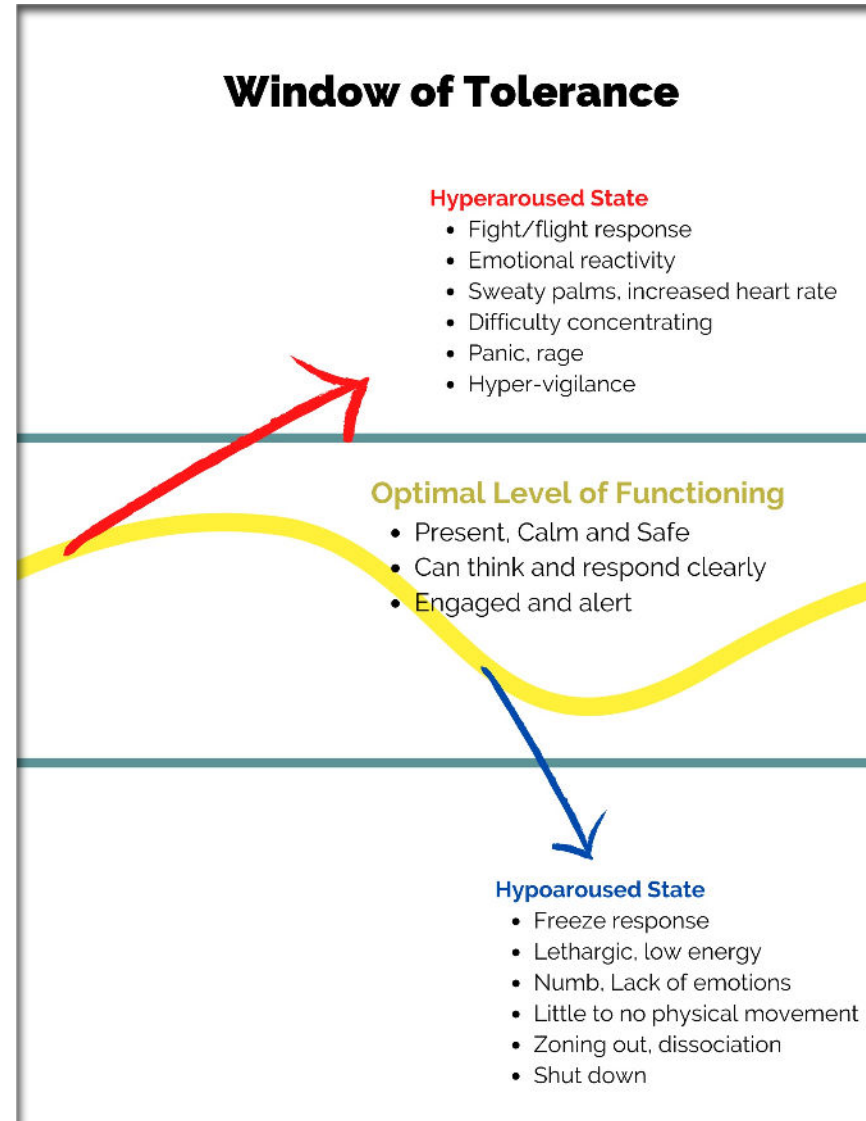 Window of Tolerance
Hyperaroused State
• Fight/flight response
• Emotional reactivity
• Sweaty palms, increased heart rate
• Difficulty concentrating
• Panic, rage
• Hyper-vigilance
Optimal Level of Functioning
• Present, Calm and Safe
• Can think and respond clearly
• Engaged and alert
Hypoaroused State
• Freeze response
• Lethargic, low energy
• Numb, Lack of emotions
• Little to no physical movement
• Zoning out, dissociation
• Shut down